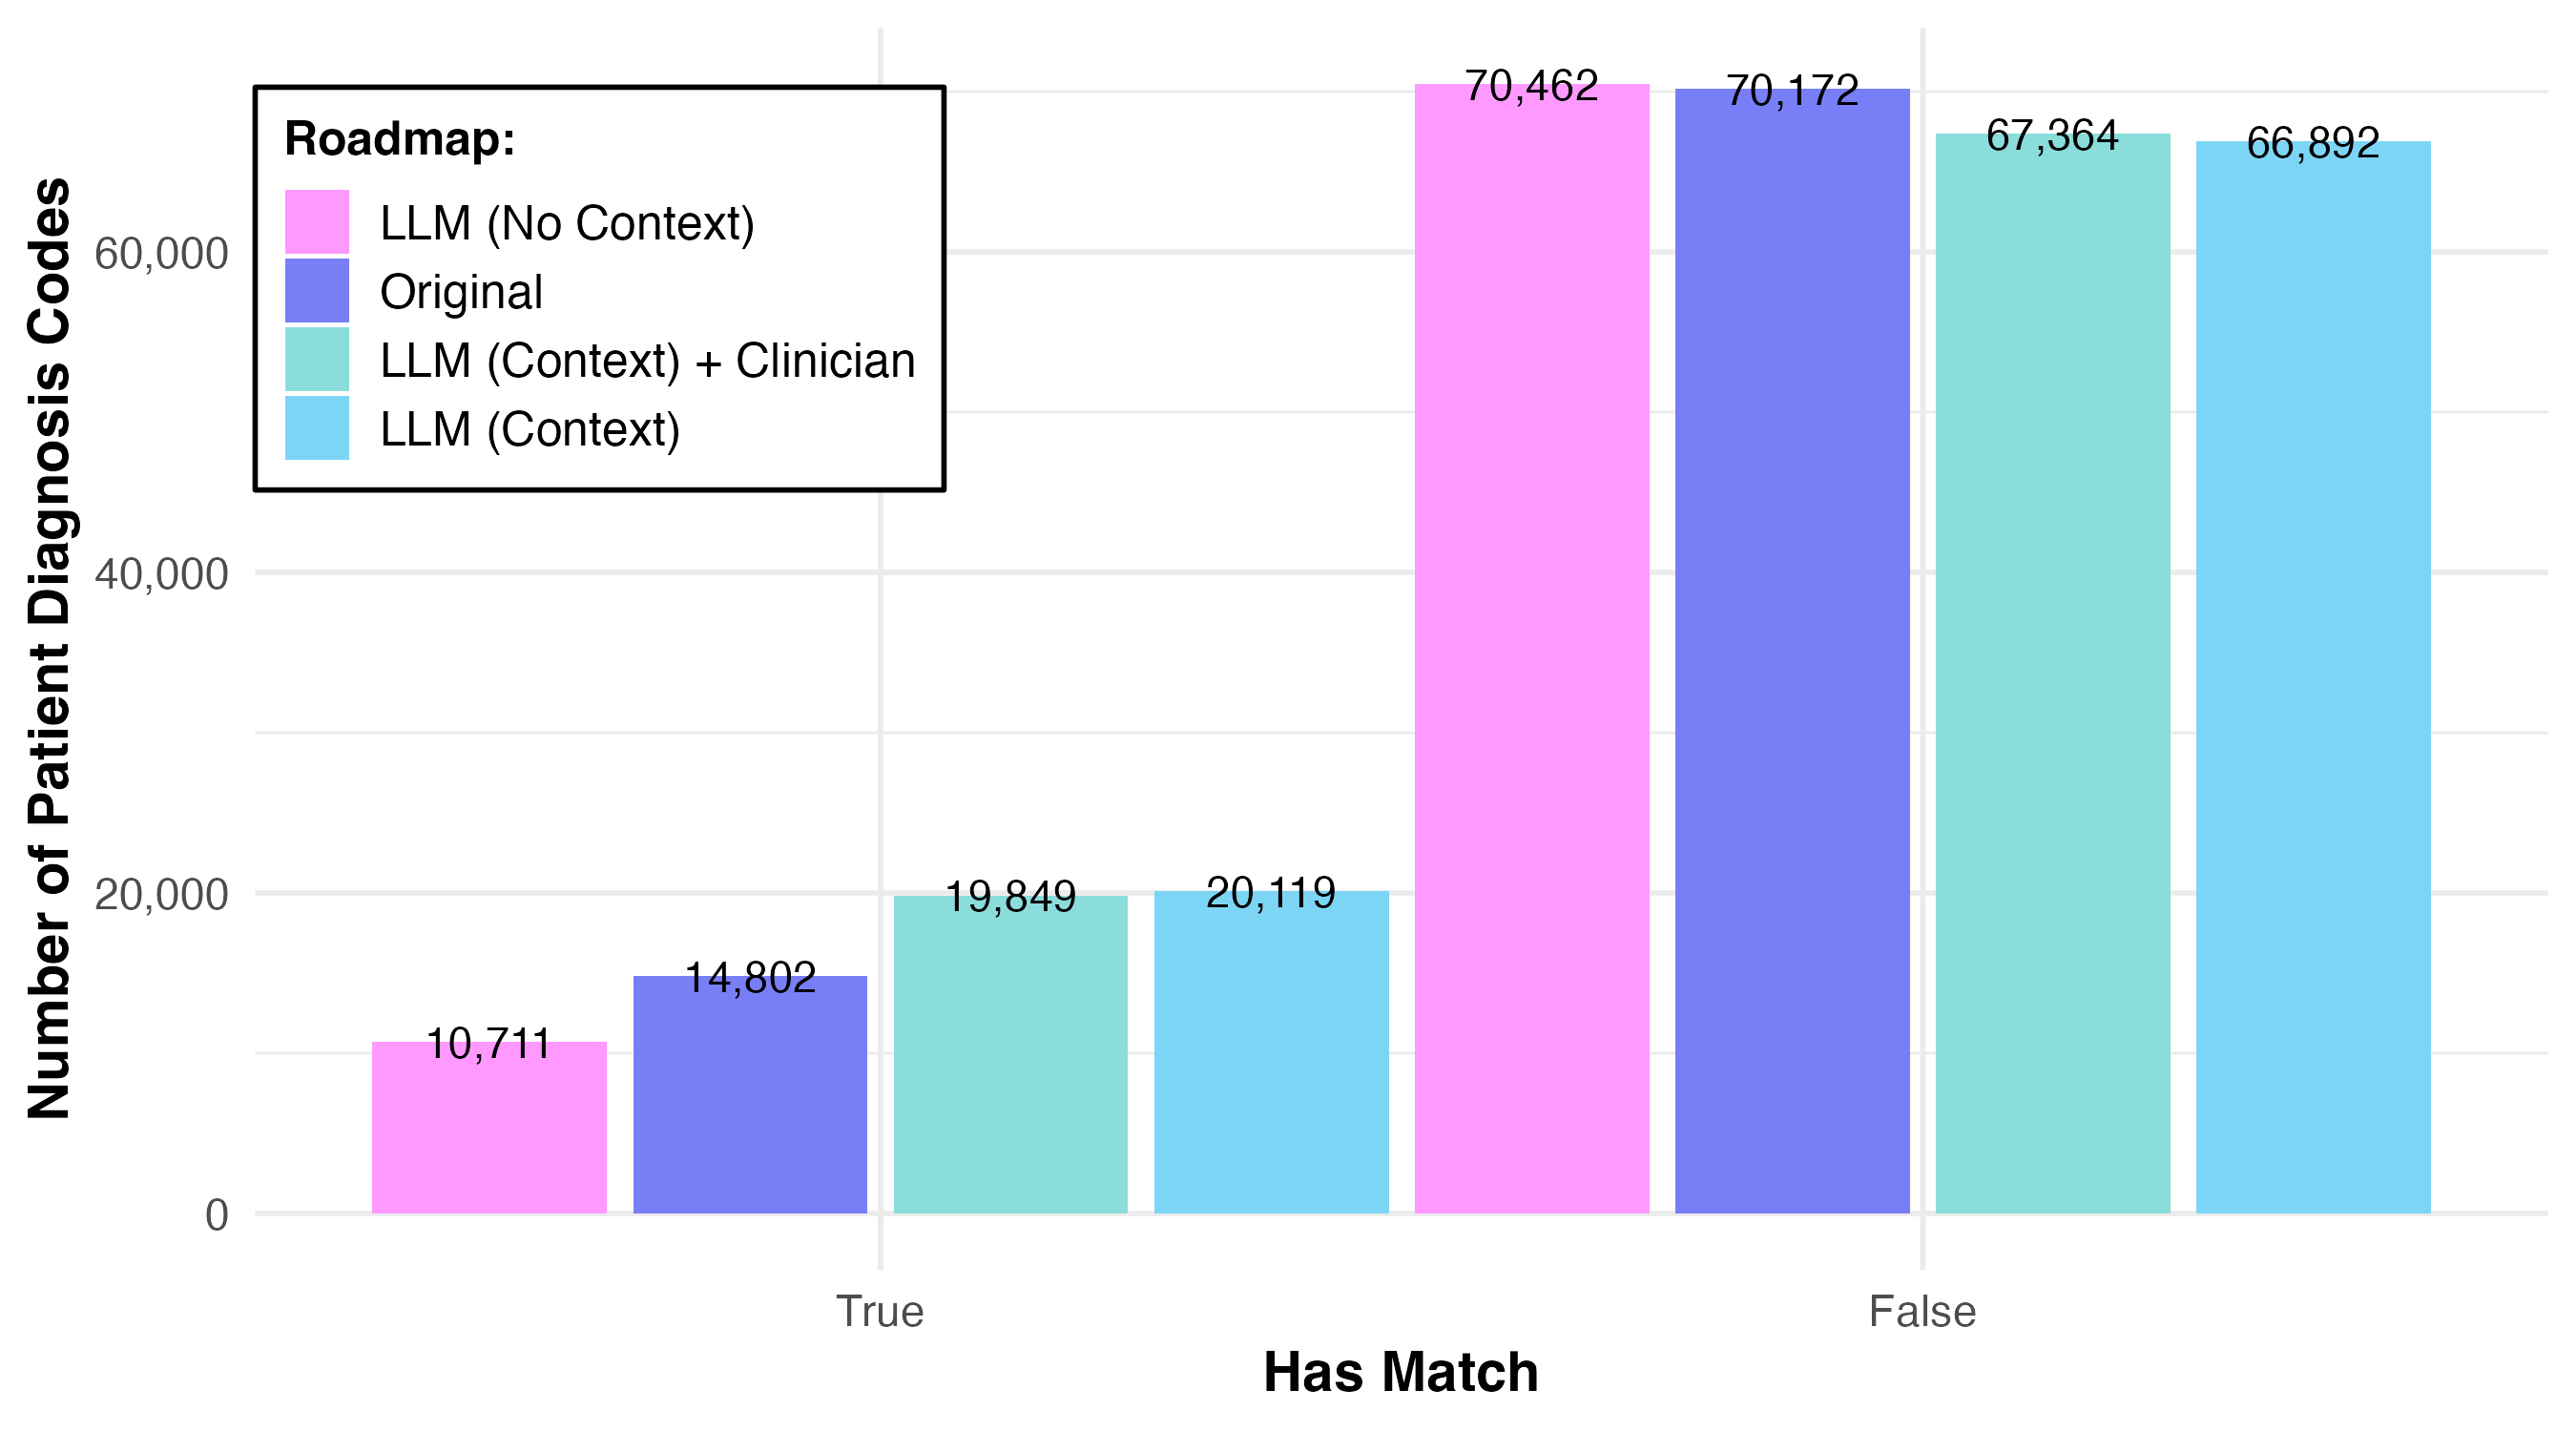 Number of Patient Diagnosis Codes
60,000
40,000
20,000
0
Roadmap:
LLM (No Context)
Original
LLM (Context) + Clinician
LLM (Context)
10,711
14,802
19,849
20,119
70,462
70,172
67,364
66,892
True
False
Has Match